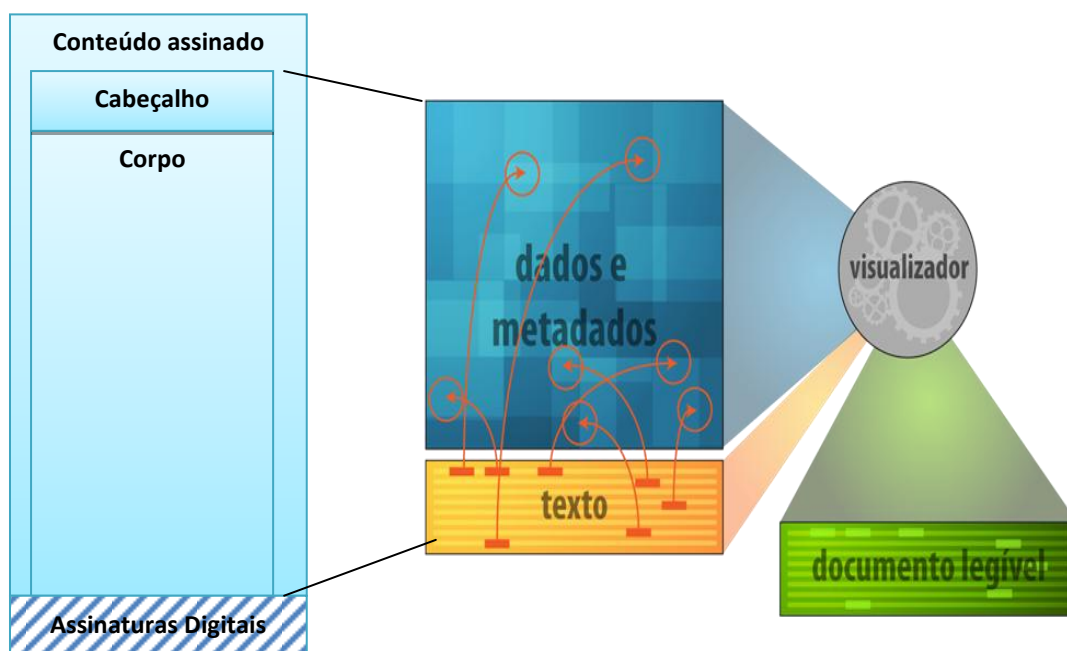 Conteúdo assinado
Cabeçalho
Corpo
Assinaturas Digitais
dados e
metadados
texto
visualizador
documento legível